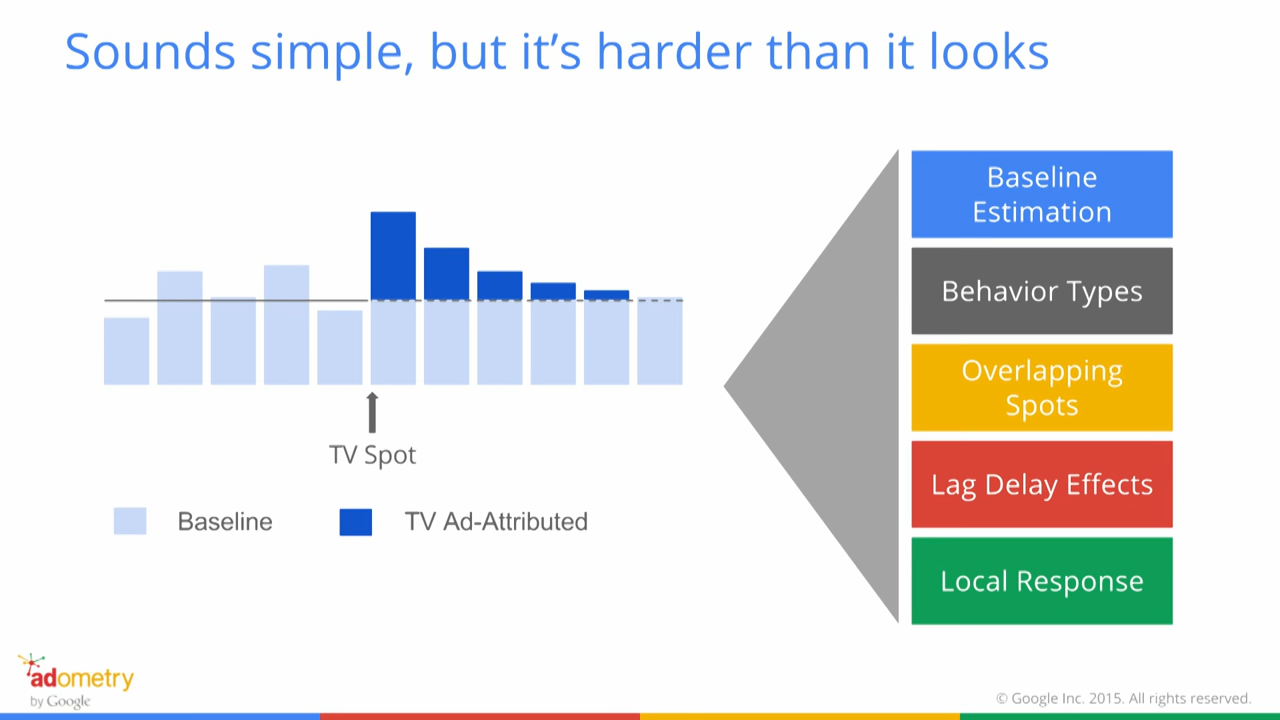 Sounds simple, but it’s harder than it looks
TV Spot
Baseline
TV Ad-Attributed
Baseline
Estimation
Behavior Types
Overlapping
Spots
Lag Delay Effects
Local Response
adometry
by Google
© Google Inc. 2015. All rights reserved.